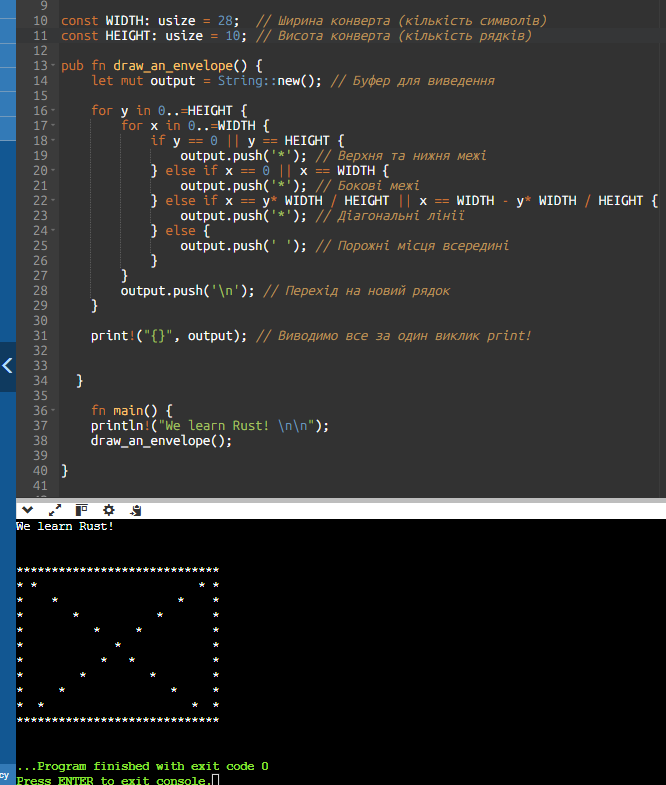 9
10 const WIDTH: usize = 28;  // Ширина конверта (кількість символів)
11 const HEIGHT: usize = 10; // Висота конверта (кількість рядків)
12
13 pub fn draw_an_envelope() {
14     let mut output = String::new(); // Буфер для виведення
15
16     for y in 0..=HEIGHT {
17         for x in 0..=WIDTH {
18             if y == 0 || y == HEIGHT {
19                 output.push('*'); // Верхня та нижня межі
20             } else if x == 0 || x == WIDTH {
21                 output.push('*'); // Бокові межі
22             } else if x == y* WIDTH / HEIGHT || x == WIDTH - y* WIDTH / HEIGHT {
23                 output.push('*'); // Діагональні лінії
24             } else {
25                 output.push(' '); // Порожні місця всередині
26             }
27         }
28         output.push('\n'); // Перехід на новий рядок
29     }
30
31     print!("{}", output); // Виводимо все за один виклик print!
32
33
34   }
35
36     fn main() {
37     println!("We learn Rust! \n\n");
38     draw_an_envelope();
39
40 }
41
We learn Rust!
*****************************
* *                       * *
*    *                 *    *
*       *           *       *
*          *     *          *
*             *             *
*           *   *           *
*         *         *        *
*     *               *     *
*  *                     *  *
*****************************
...Program finished with exit code 0
Press ENTER to exit console.
cy